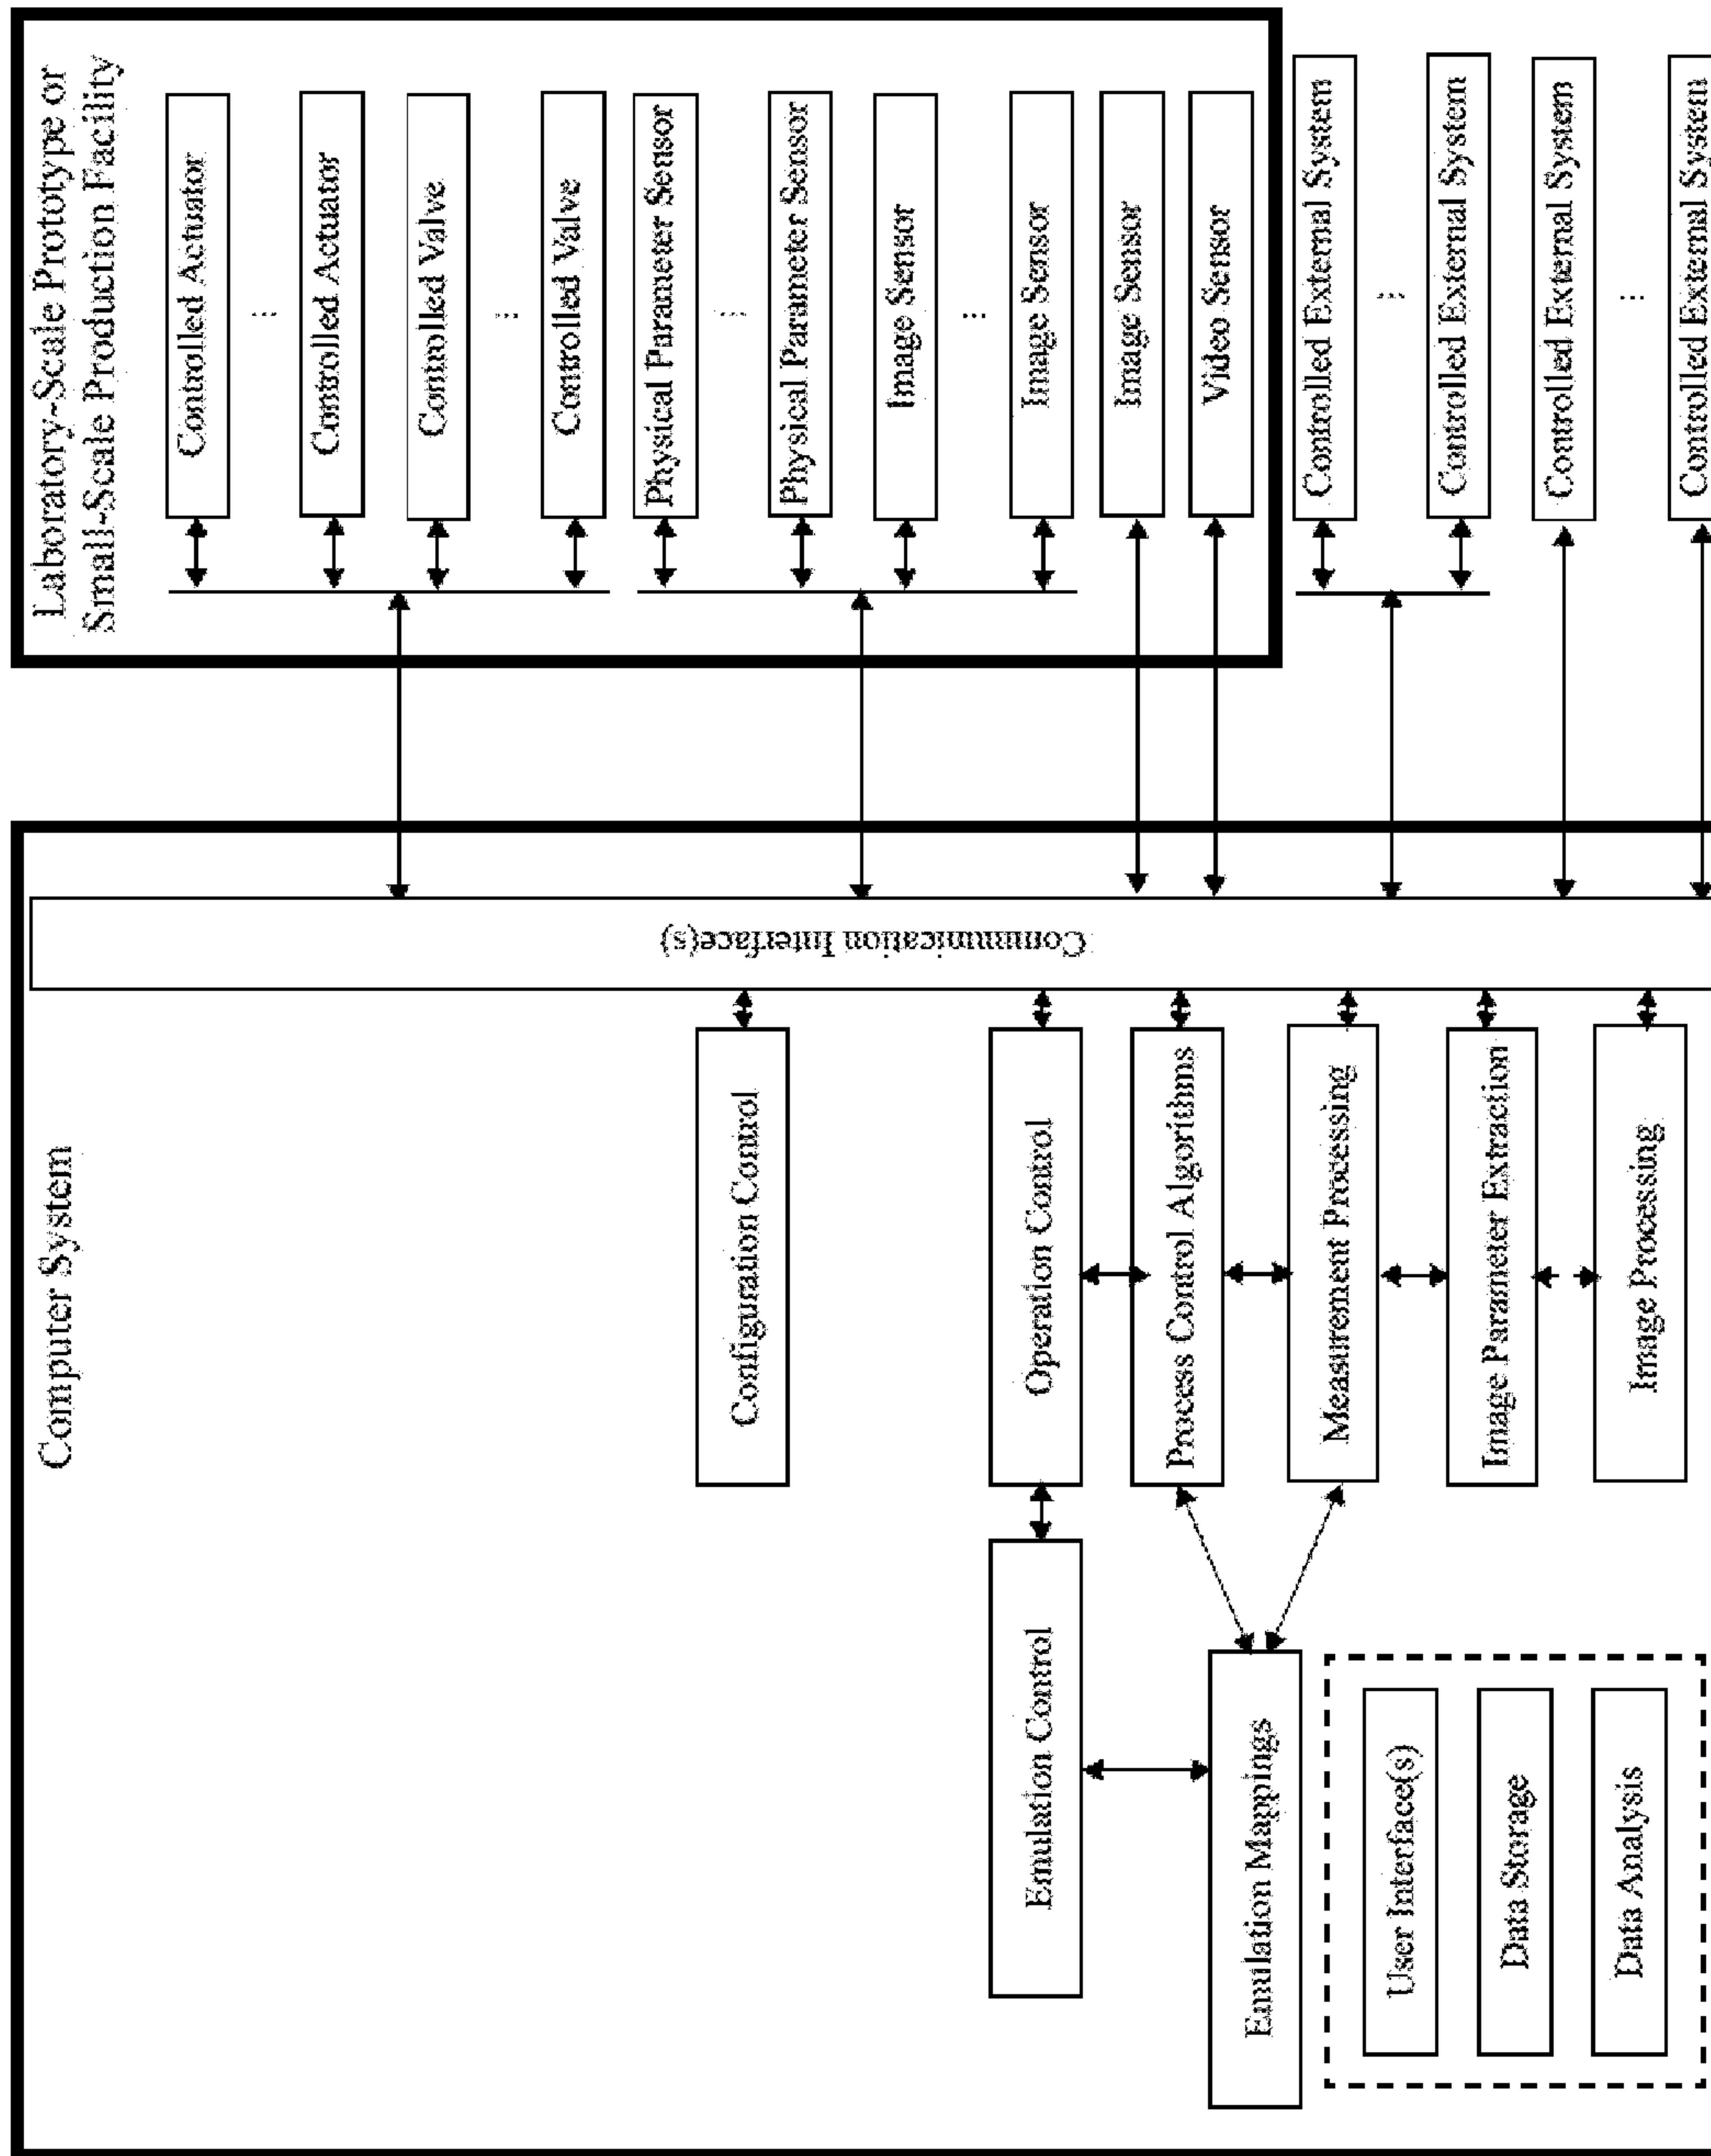 Computer System
Configuration Control
Emulation Control
Operation Control
Process Control Algorithms
Emulation Mappings
Measurement Processing
Image Parameter Extraction
Image Processing
User Interface(s)
Data Storage
Data Analysis
Communication Interface(s)
Laboratory-Scale Prototype or
Small-Scale Production Facility
Controlled Actuator
...
Controlled Actuator
Controlled Valve
...
Controlled Valve
Physical Parameter Sensor
...
Physical Parameter Sensor
Image Sensor
...
Image Sensor
Image Sensor
Video Sensor
Controlled External System
...
Controlled External System
Controlled External System
...
Controlled External System